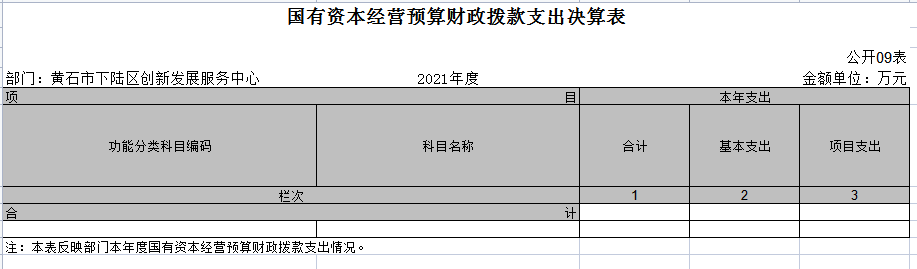 国有资本经营预算财政拨款支出决算表
公开09表
部门：黄石市下陆区创新发展服务中心 2021年度 金额单位：万元
项 目 本年支出
功能分类科目编码 科目名称 合计 基本支出 项目支出
栏次 1 2 3
合 计
注：本表反映部门本年度国有资本经营预算财政拨款支出情况。